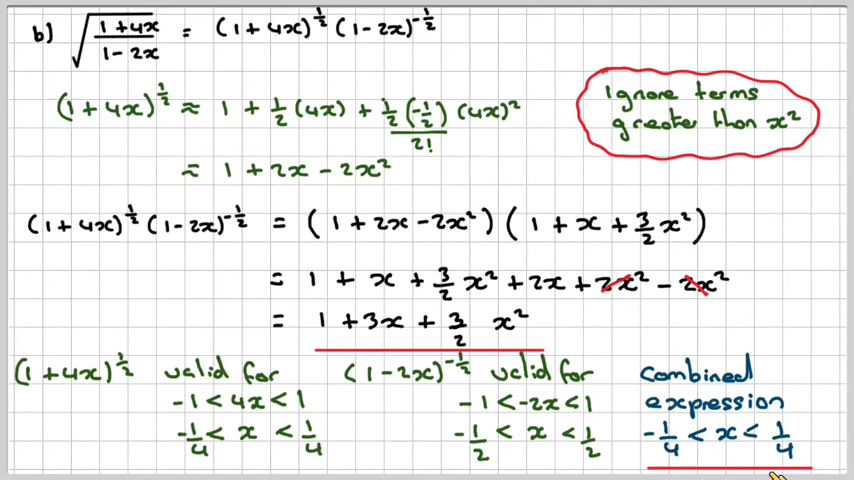 b) √((1+4x)/(1-2x)) = (1+4x)^(1/2) (1-2x)^(-1/2)
(1+4x)^(1/2) ≈ 1 + 1/2 (4x) + (1/2 (-1/2))/2! (4x)²
Ignore terms
greater than x²
≈ 1 + 2x - 2x²
(1+4x)^(1/2) (1-2x)^(-1/2) = (1 + 2x - 2x²) (1 + x + 3/2 x²)
= 1 + x + 3/2 x² + 2x + 2x² - 2x²
= 1 + 3x + 3/2 x²
(1+4x)^(1/2) valid for
-1 < 4x < 1
-1/4 < x < 1/4
(1-2x)^(-1/2) valid for
-1 < -2x < 1
-1/2 < x < 1/2
Combined
expression
-1/4 < x < 1/4